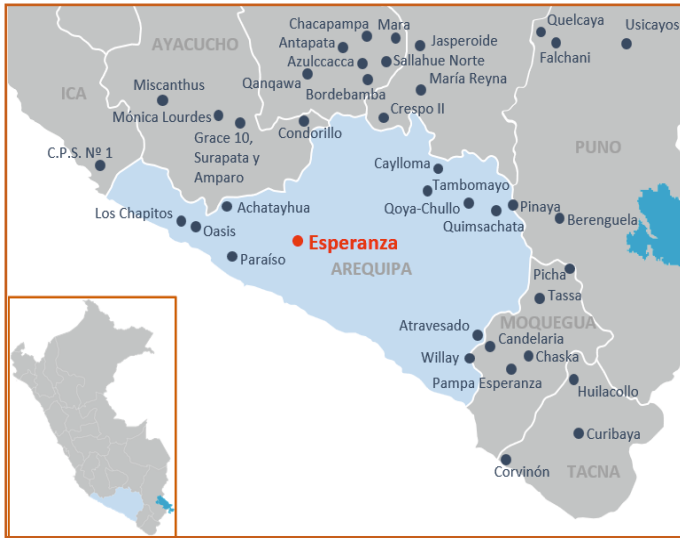 Chacapampa
Mara
Quelcaya
Usicayos
AYACUCHO
Antapata
Jasperoide
Falchani
Azulccacca
Sallahue Norte
Qanqawa
María Reyna
Miscanthus
ICA
Bordebamba
Mónica Lourdes
Crespo II
Grace 10,
Surapata y
Amparo
Condorillo
C.P.S. Nº 1
PUNO
Caylloma
Tambomayo
Achatayhua
Qoya-Chullo
Pinaya
Los Chapitos
Quimsachata
Berenguela
Oasis
Esperanza
Paraíso
AREQUIPA
Picha
Tassa
Atravesado
MOQUEGUA
Candelaria
Willay
Chaska
Pampa Esperanza
Huilacollo
Curibaya
Corvinón
TACNA